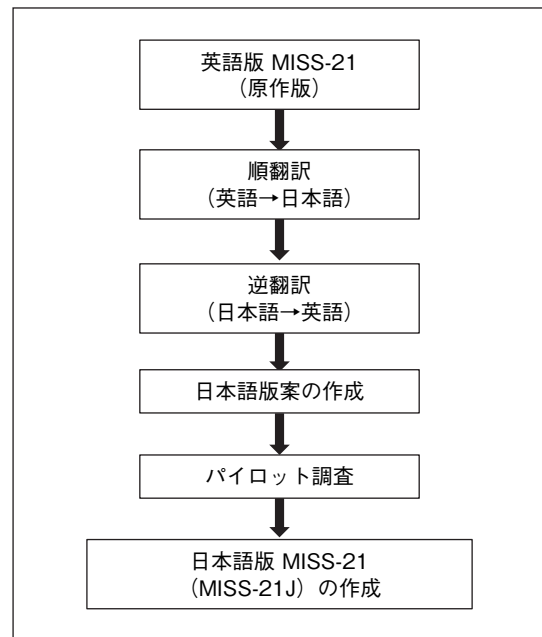 英語版 MISS-21
（原作版）
順翻訳
（英語→日本語）
逆翻訳
（日本語→英語）
日本語版案の作成
パイロット調査
日本語版 MISS-21
（MISS-21J）の作成